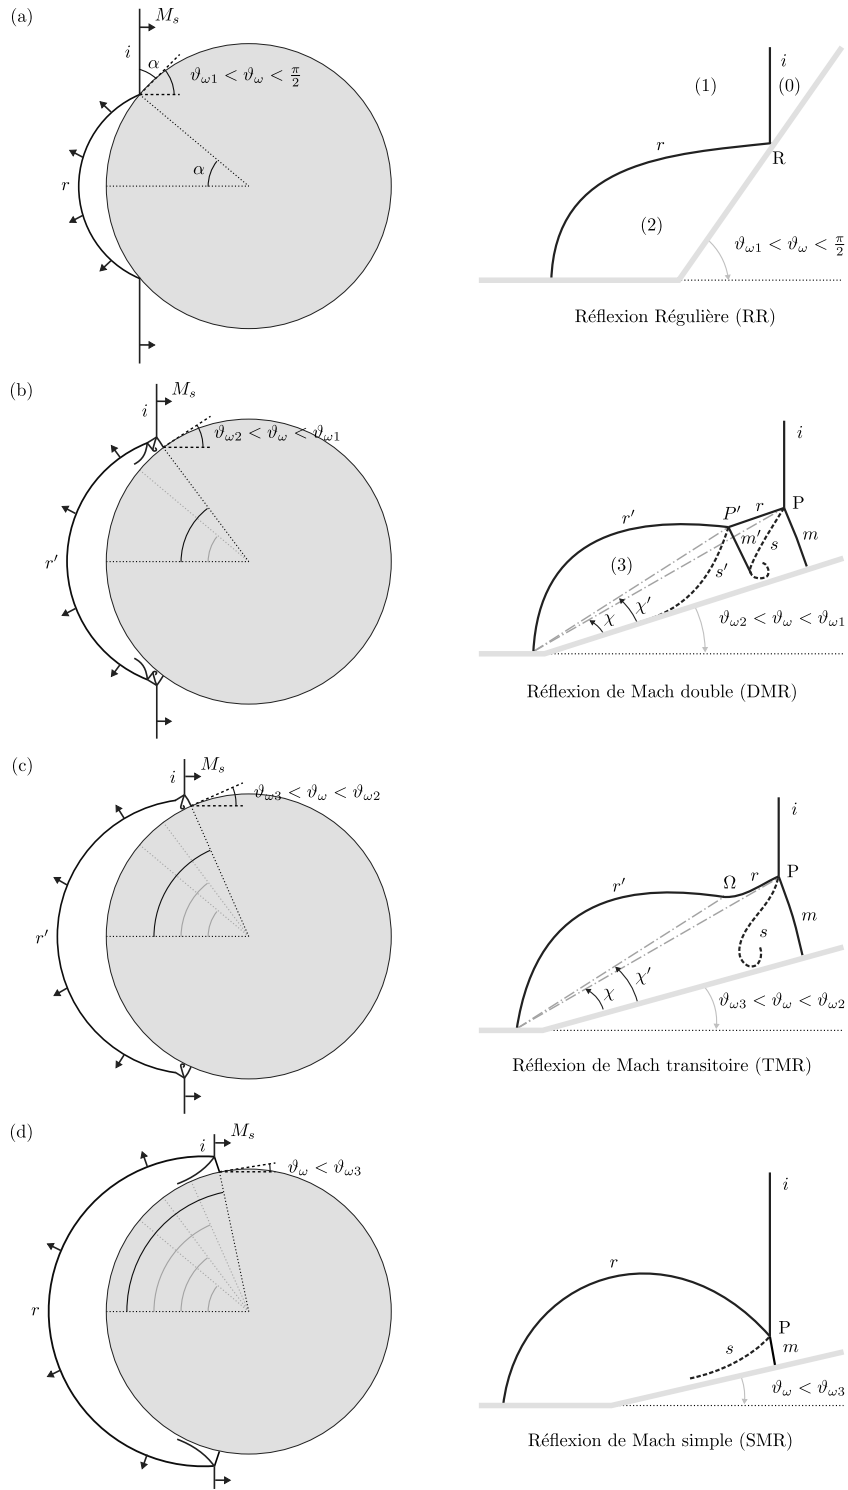 (a)
M_s
i
α
ϑ_ω1 < ϑ_ω < π/2
α
r
i
(1)
(0)
r
R
(2)
ϑ_ω1 < ϑ_ω < π/2
Réflexion Régulière (RR)
(b)
M_s
i
ϑ_ω2 < ϑ_ω < ϑ_ω1
r′
i
P′
r
P
r′
m′
s
m
(3)
s′
χ
χ′
ϑ_ω2 < ϑ_ω < ϑ_ω1
Réflexion de Mach double (DMR)
(c)
M_s
i
ϑ_ω3 < ϑ_ω < ϑ_ω2
r′
i
r′
Ω
r
P
m
s
χ
χ′
ϑ_ω3 < ϑ_ω < ϑ_ω2
Réflexion de Mach transitoire (TMR)
(d)
M_s
i
ϑ_ω < ϑ_ω3
r
i
r
P
s
m
ϑ_ω < ϑ_ω3
Réflexion de Mach simple (SMR)